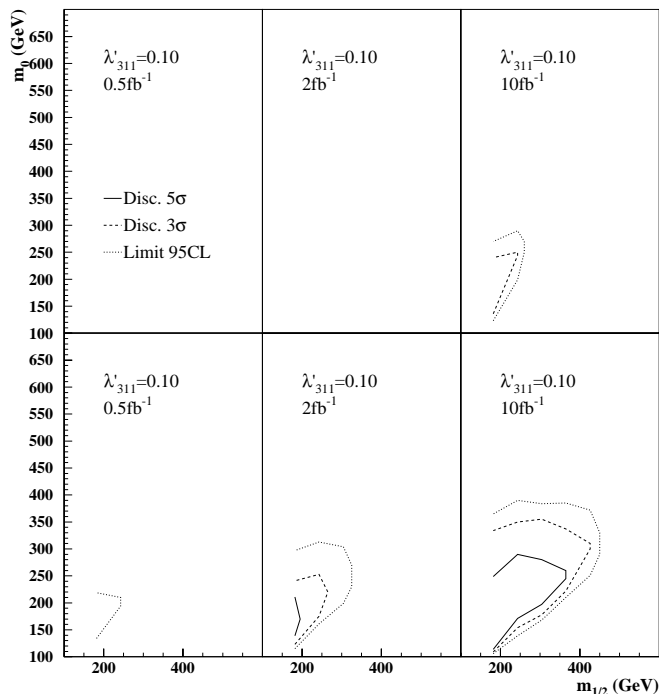 m₀ (GeV)
650
600
550
500
450
400
350
300
250
200
150
100
λ'₃₁₁=0.10
0.5fb⁻¹
λ'₃₁₁=0.10
2fb⁻¹
λ'₃₁₁=0.10
10fb⁻¹
Disc. 5σ
Disc. 3σ
Limit 95CL
650
600
550
500
450
400
350
300
250
200
150
100
λ'₃₁₁=0.10
0.5fb⁻¹
λ'₃₁₁=0.10
2fb⁻¹
λ'₃₁₁=0.10
10fb⁻¹
200 400 200 400 200 400
m₁/₂ (GeV)